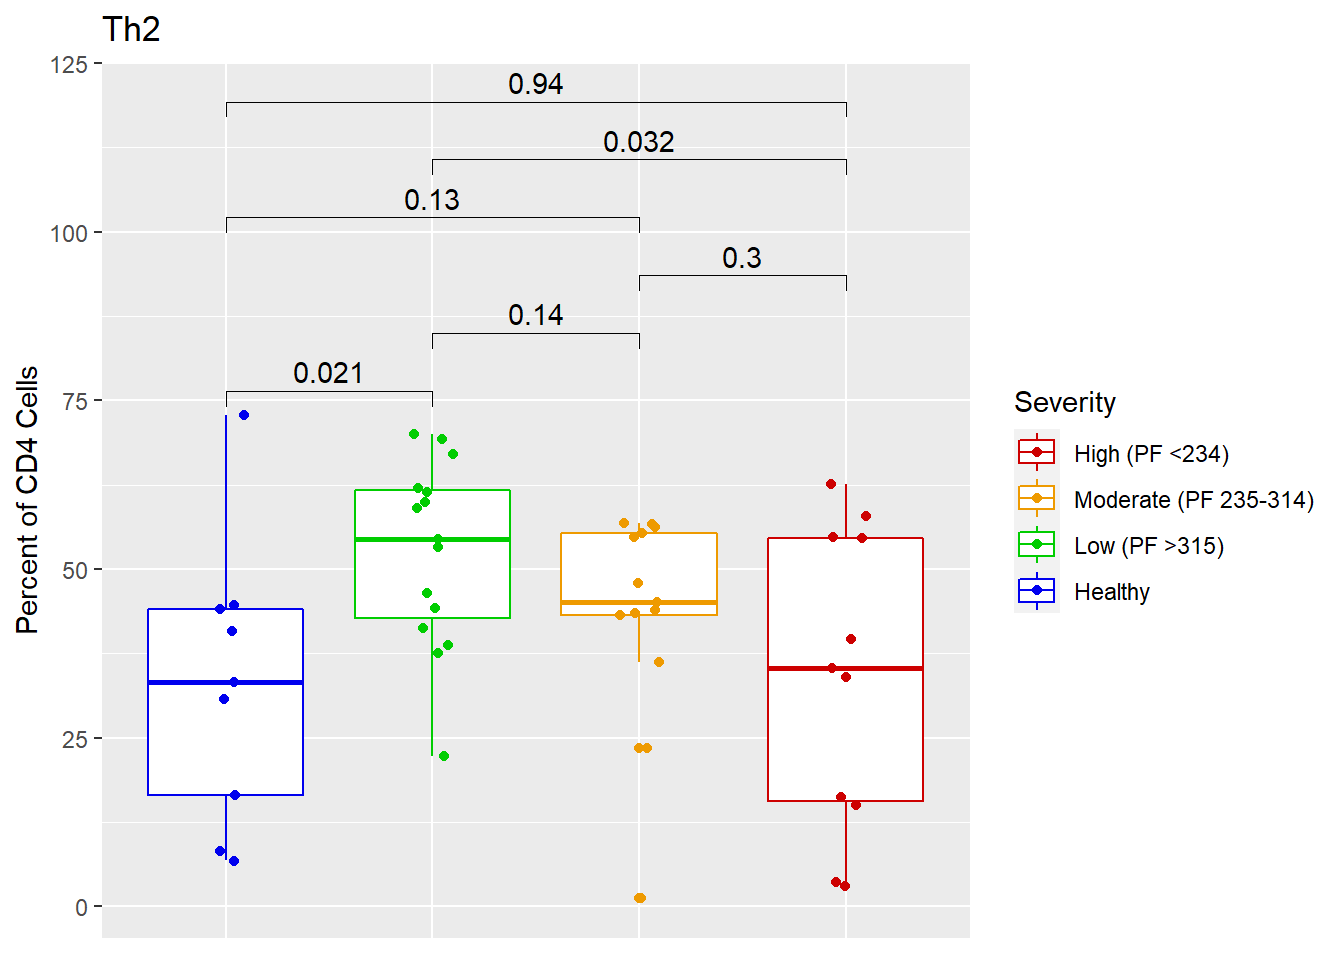 Th2
125
0.94
0.032
0.13
100
0.3
0.14
0.021
75
Percent of CD4 Cells
50
25
0
Severity
High (PF <234)
Moderate (PF 235-314)
Low (PF >315)
Healthy